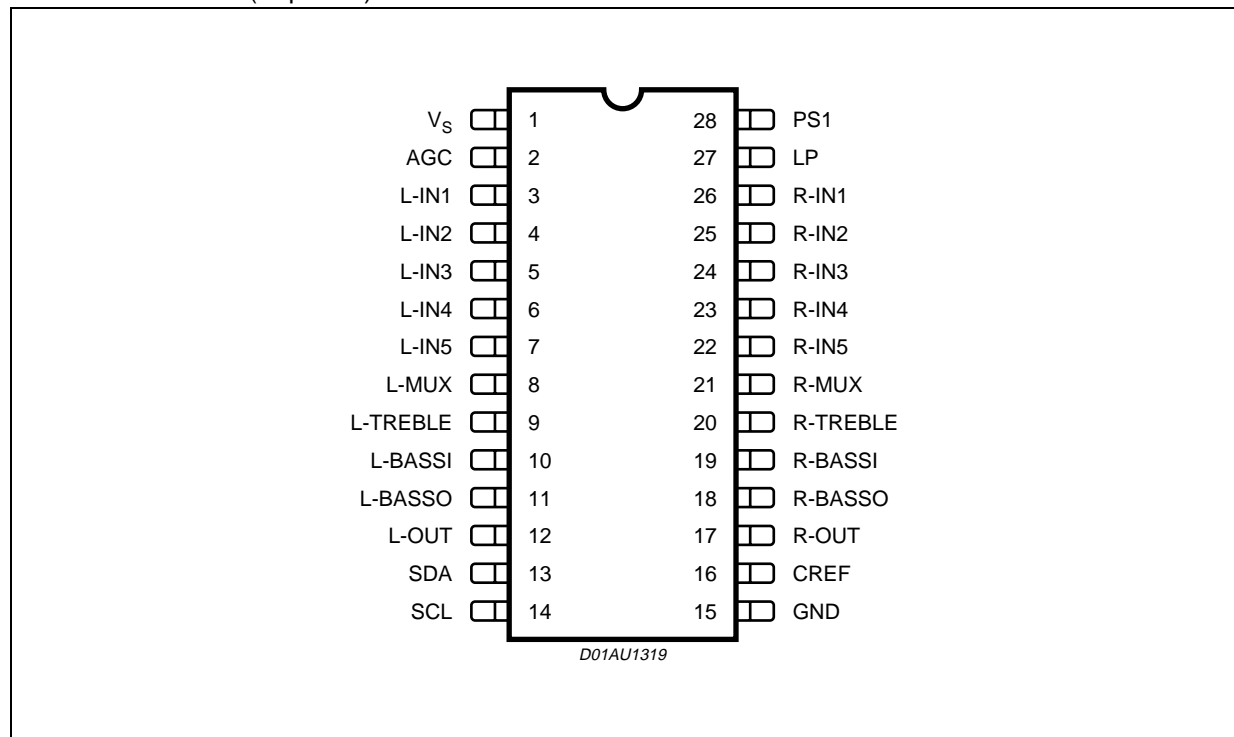 V_S 1 28 PS1
AGC 2 27 LP
L-IN1 3 26 R-IN1
L-IN2 4 25 R-IN2
L-IN3 5 24 R-IN3
L-IN4 6 23 R-IN4
L-IN5 7 22 R-IN5
L-MUX 8 21 R-MUX
L-TREBLE 9 20 R-TREBLE
L-BASSI 10 19 R-BASSI
L-BASSO 11 18 R-BASSO
L-OUT 12 17 R-OUT
SDA 13 16 CREF
SCL 14 15 GND
D01AU1319